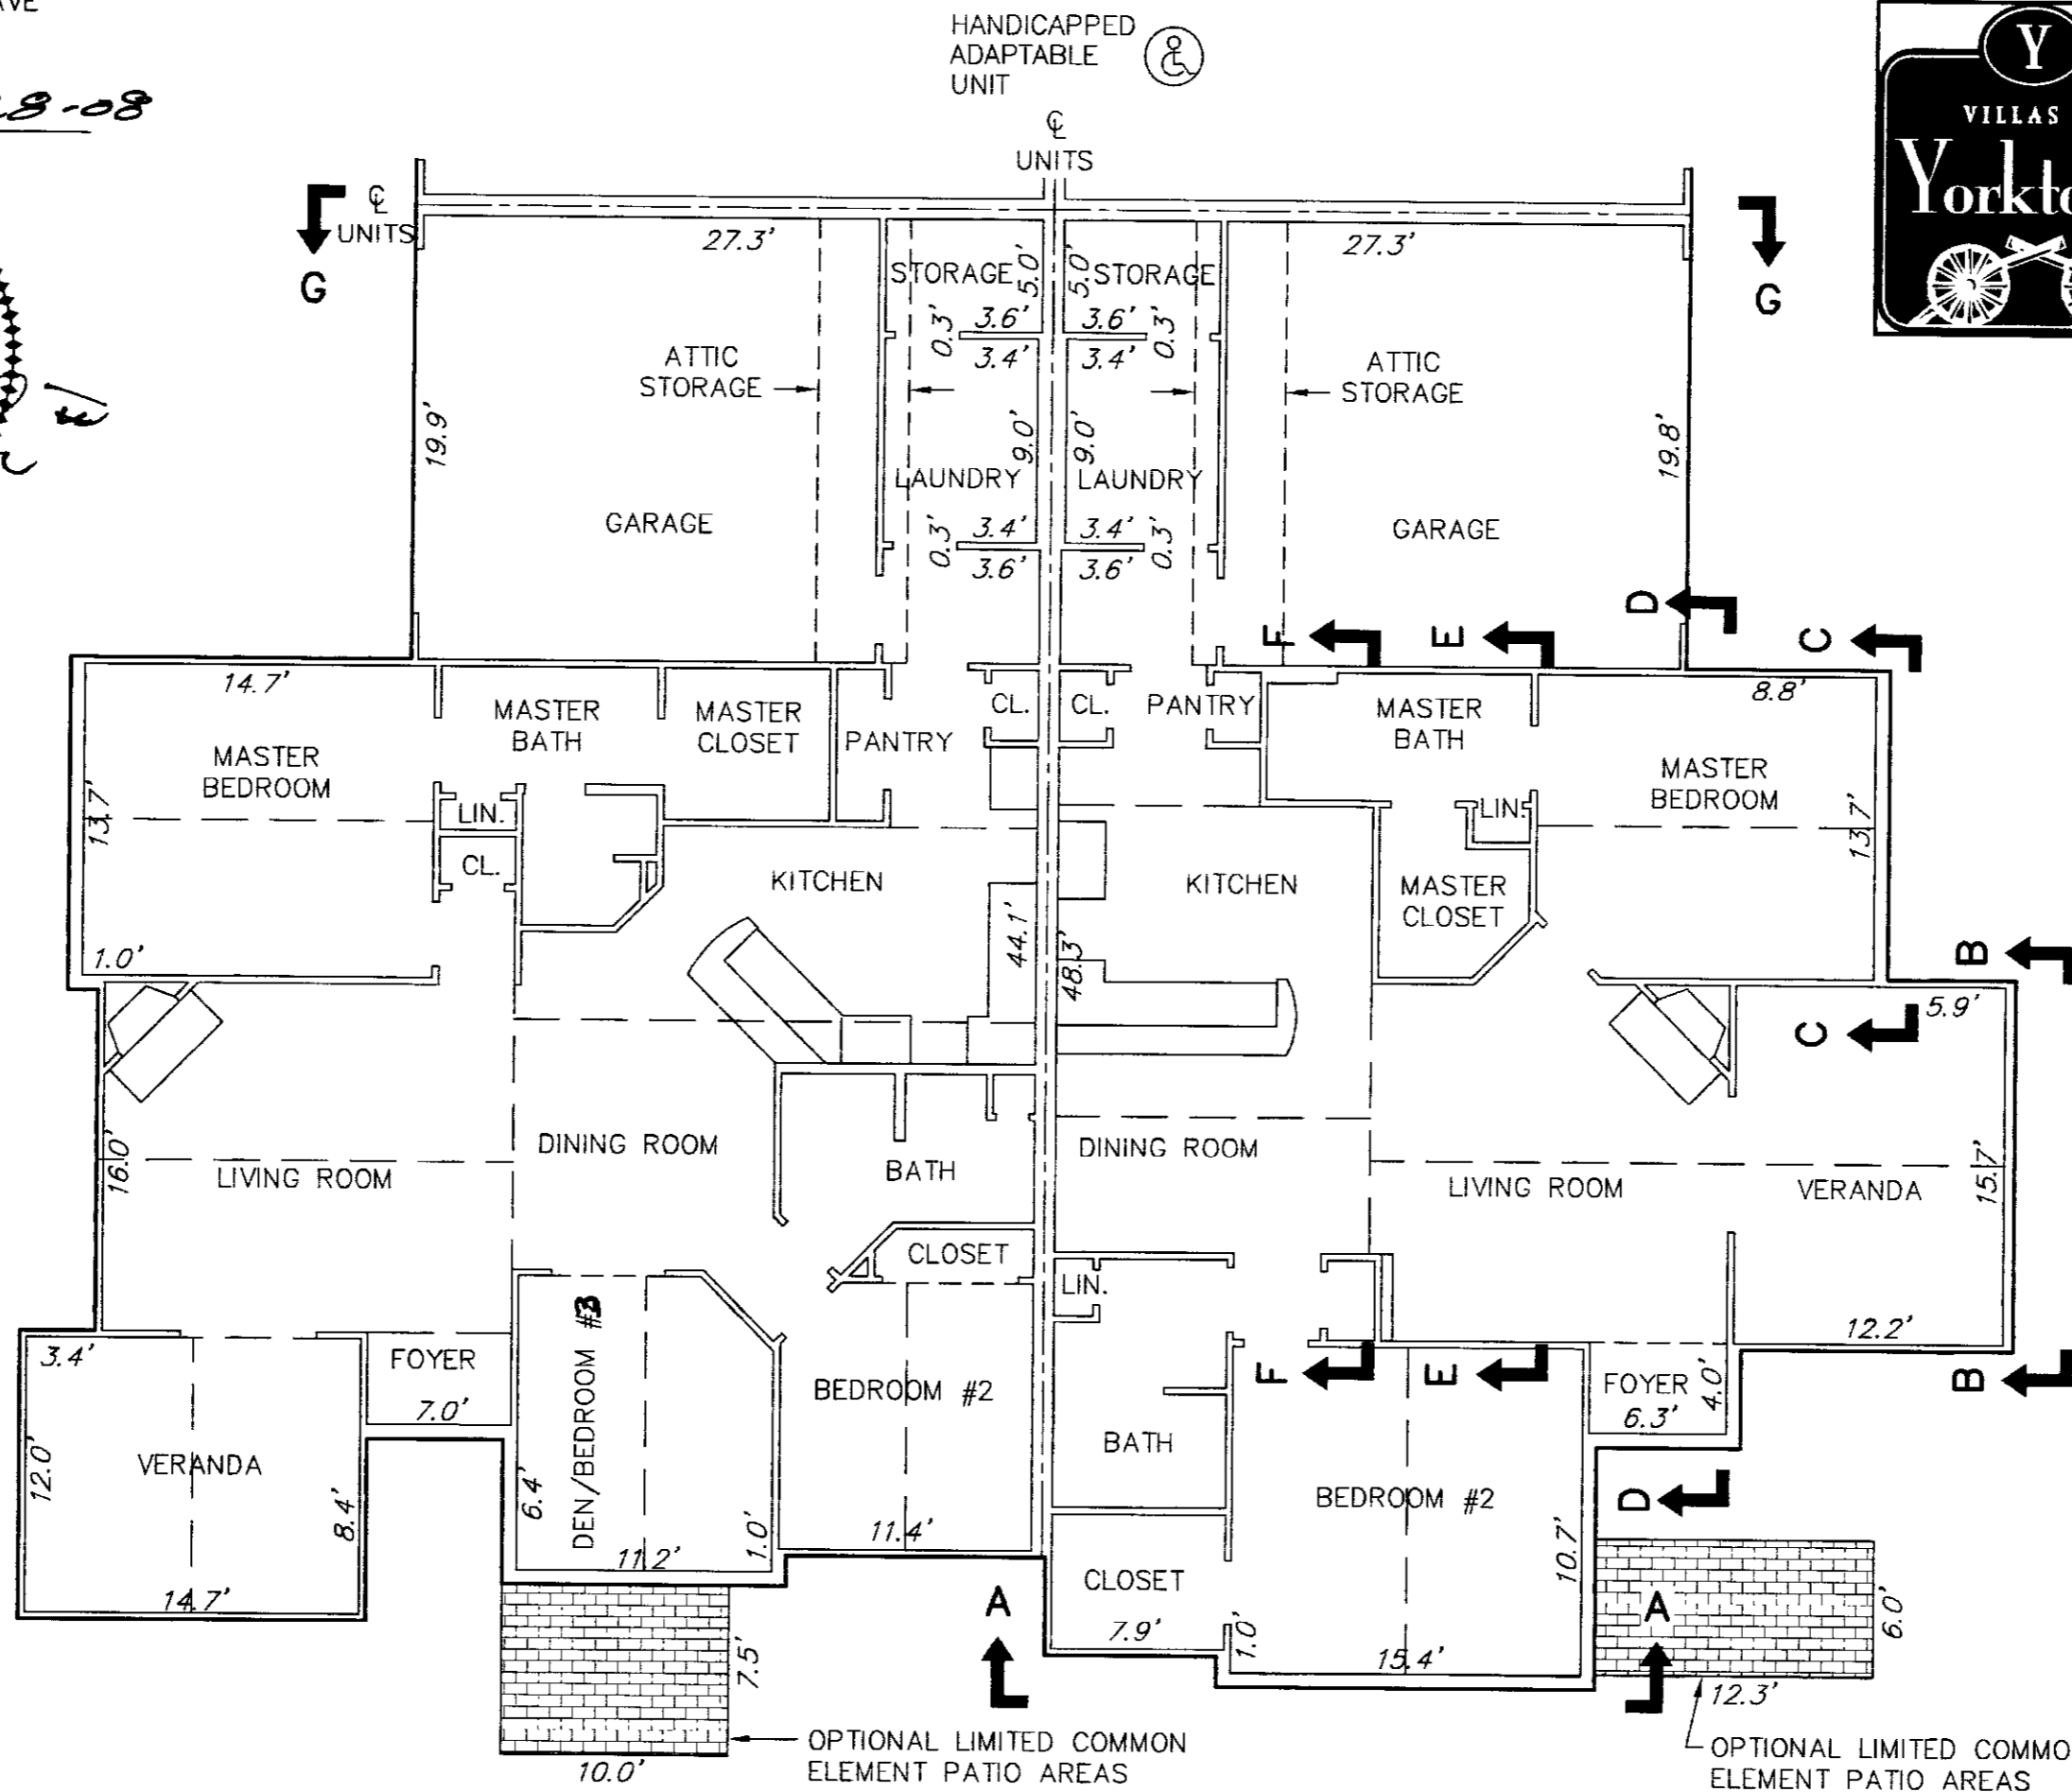 HANDICAPPED
ADAPTABLE
UNIT
8-08
Y
VILLAS
℄
UNITS
℄
UNITS
G
G
27.3'
27.3'
STORAGE
5.0'
5.0'
STORAGE
3.6'
3.6'
0.3'
0.3'
3.4'
3.4'
ATTIC
STORAGE
ATTIC
STORAGE
19.9'
9.0'
9.0'
19.8'
LAUNDRY
LAUNDRY
GARAGE
GARAGE
0.3'
3.4'
3.4'
0.3'
3.6'
3.6'
F
E
D
C
14.7'
MASTER
BATH
MASTER
CLOSET
PANTRY
CL.
CL.
PANTRY
MASTER
BATH
8.8'
MASTER
BEDROOM
MASTER
BEDROOM
13.7'
LIN.
LIN.
13.7'
CL.
KITCHEN
KITCHEN
MASTER
CLOSET
1.0'
44.1'
48.3'
B
C
5.9'
16.0'
LIVING ROOM
DINING ROOM
BATH
DINING ROOM
LIVING ROOM
VERANDA
15.7'
CLOSET
LIN.
3.4'
FOYER
7.0'
DEN/BEDROOM #3
BEDROOM #2
F
E
12.2'
FOYER
4.0'
6.3'
B
12.0'
VERANDA
8.4'
6.4'
1.0'
BATH
BEDROOM #2
D
11.4'
11.2'
10.7'
14.7'
A
CLOSET
7.9'
1.0'
15.4'
A
6.0'
7.5'
12.3'
10.0'
OPTIONAL LIMITED COMMON
ELEMENT PATIO AREAS
OPTIONAL LIMITED COMMO
ELEMENT PATIO AREAS